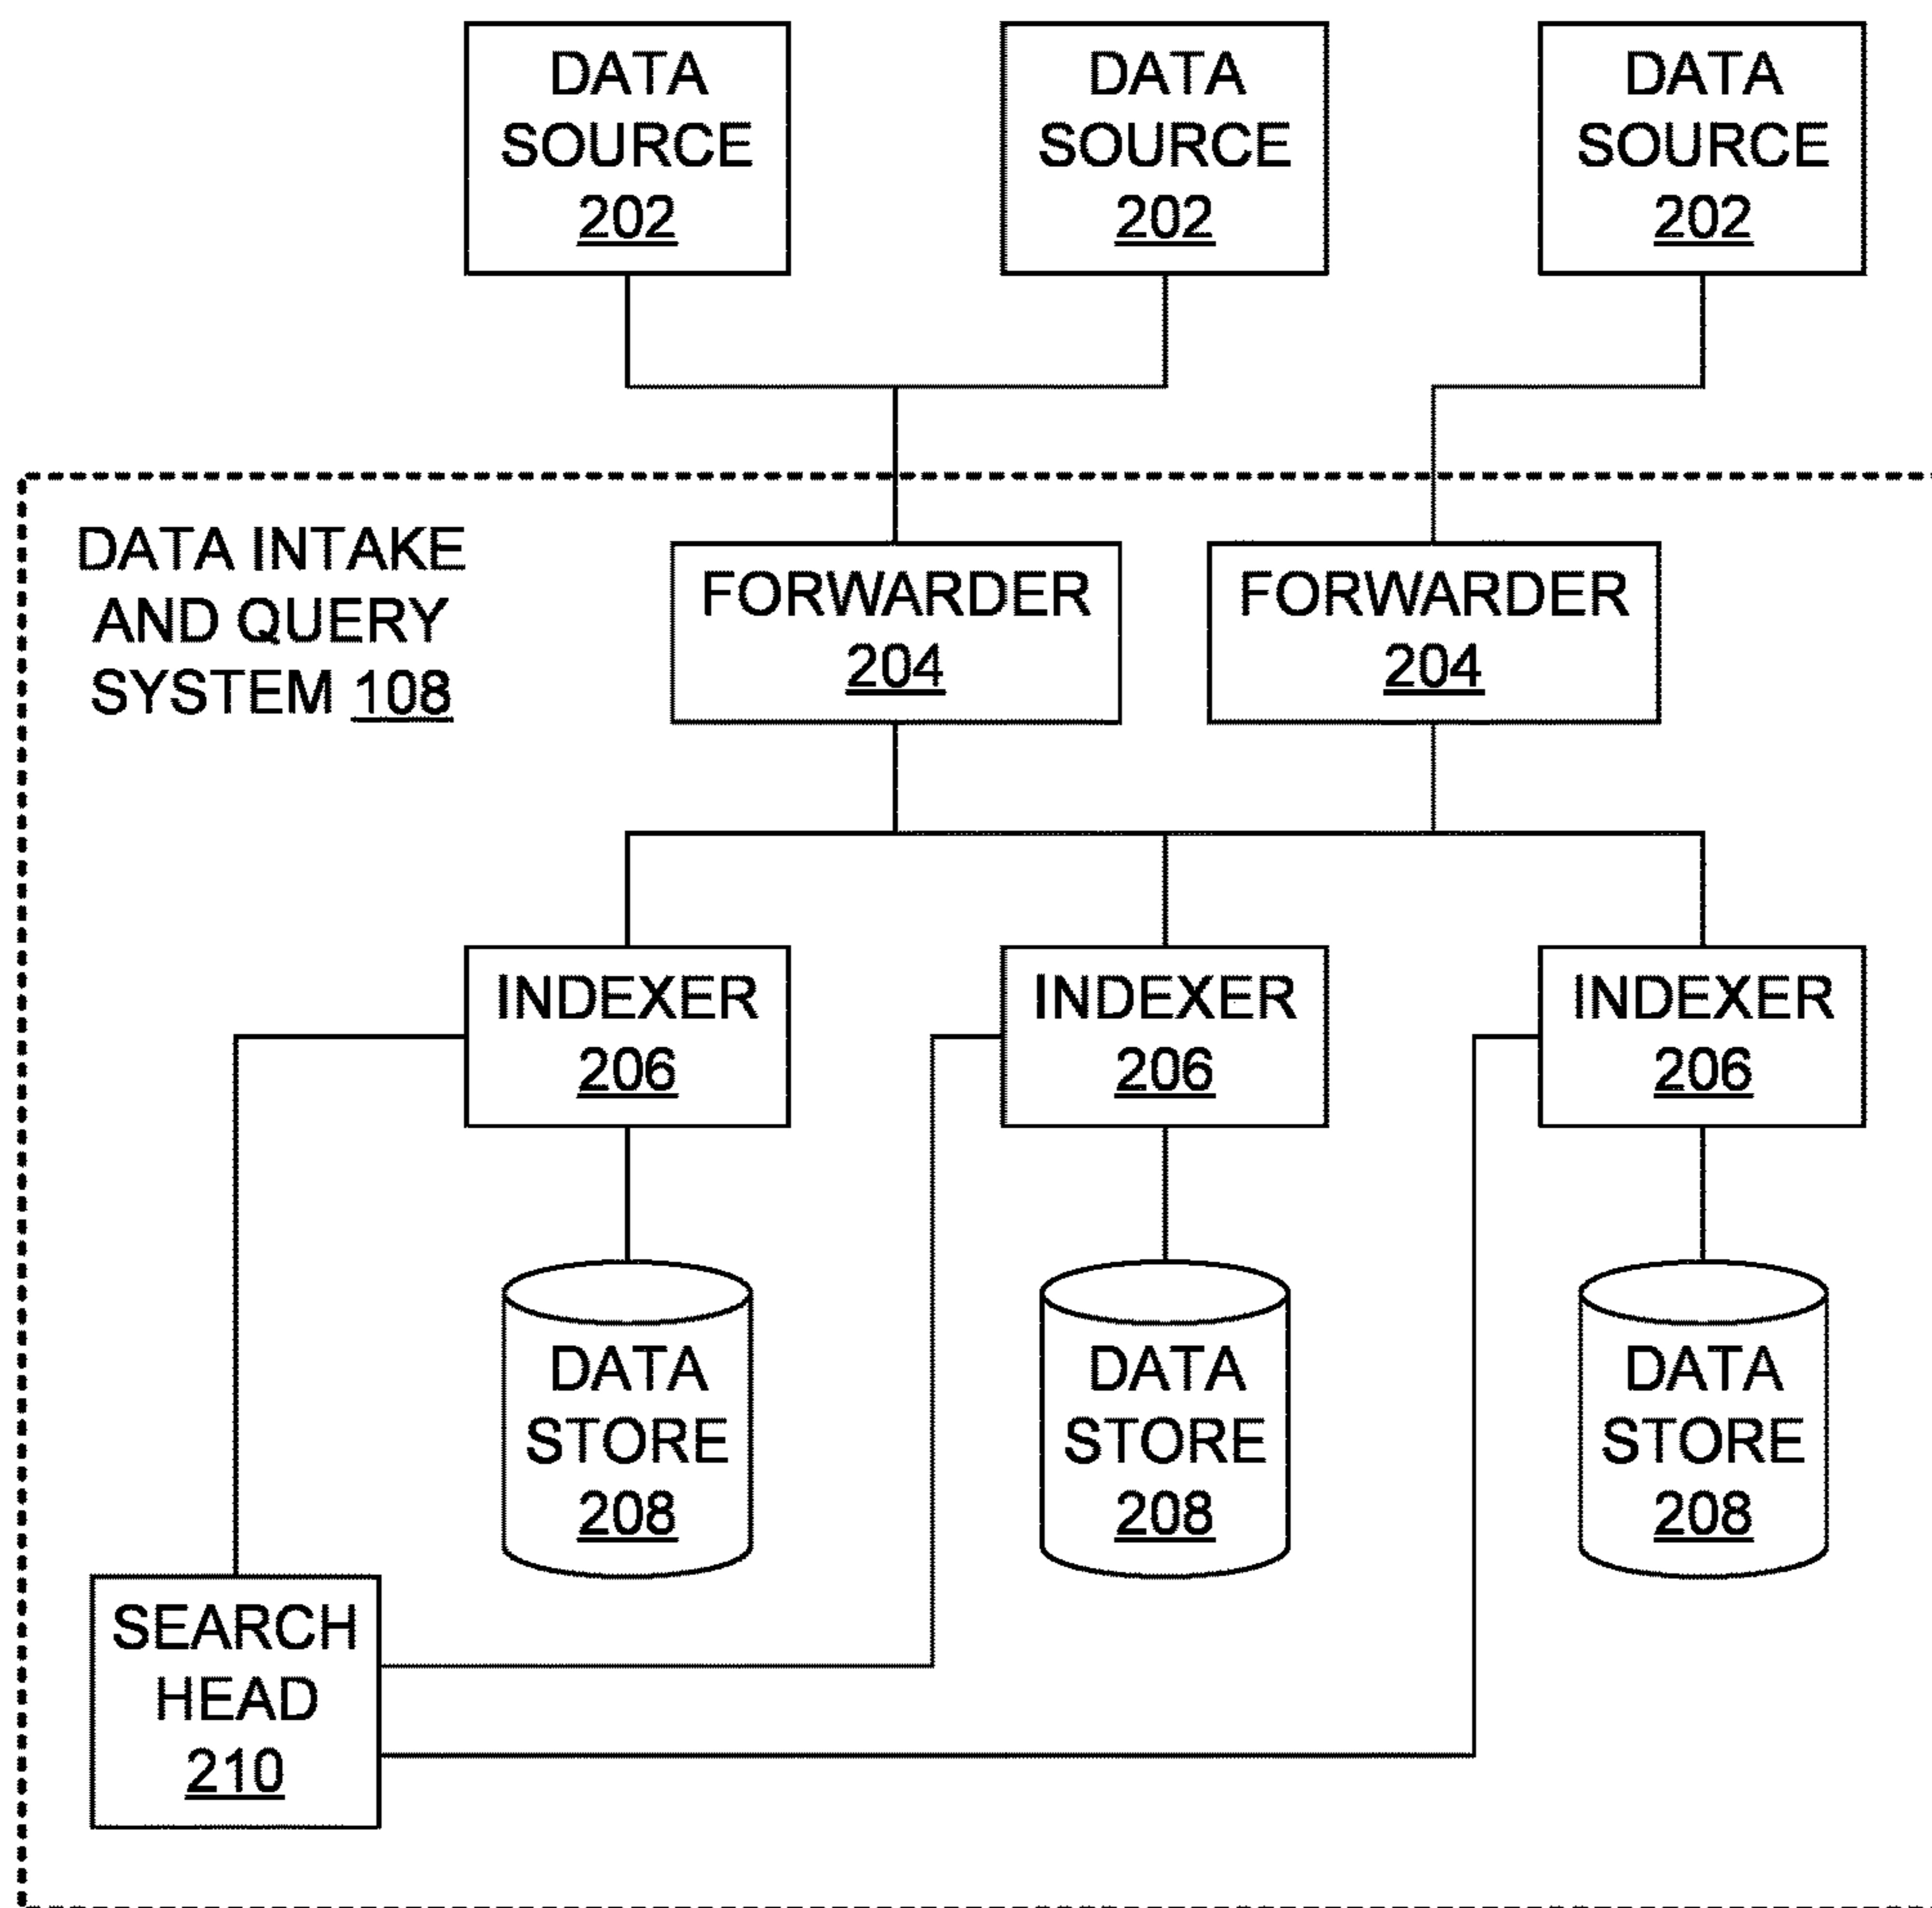 DATA
SOURCE
202
DATA
SOURCE
202
DATA
SOURCE
202
DATA INTAKE
AND QUERY
SYSTEM 108
FORWARDER
204
FORWARDER
204
INDEXER
206
INDEXER
206
INDEXER
206
DATA
STORE
208
DATA
STORE
208
DATA
STORE
208
SEARCH
HEAD
210